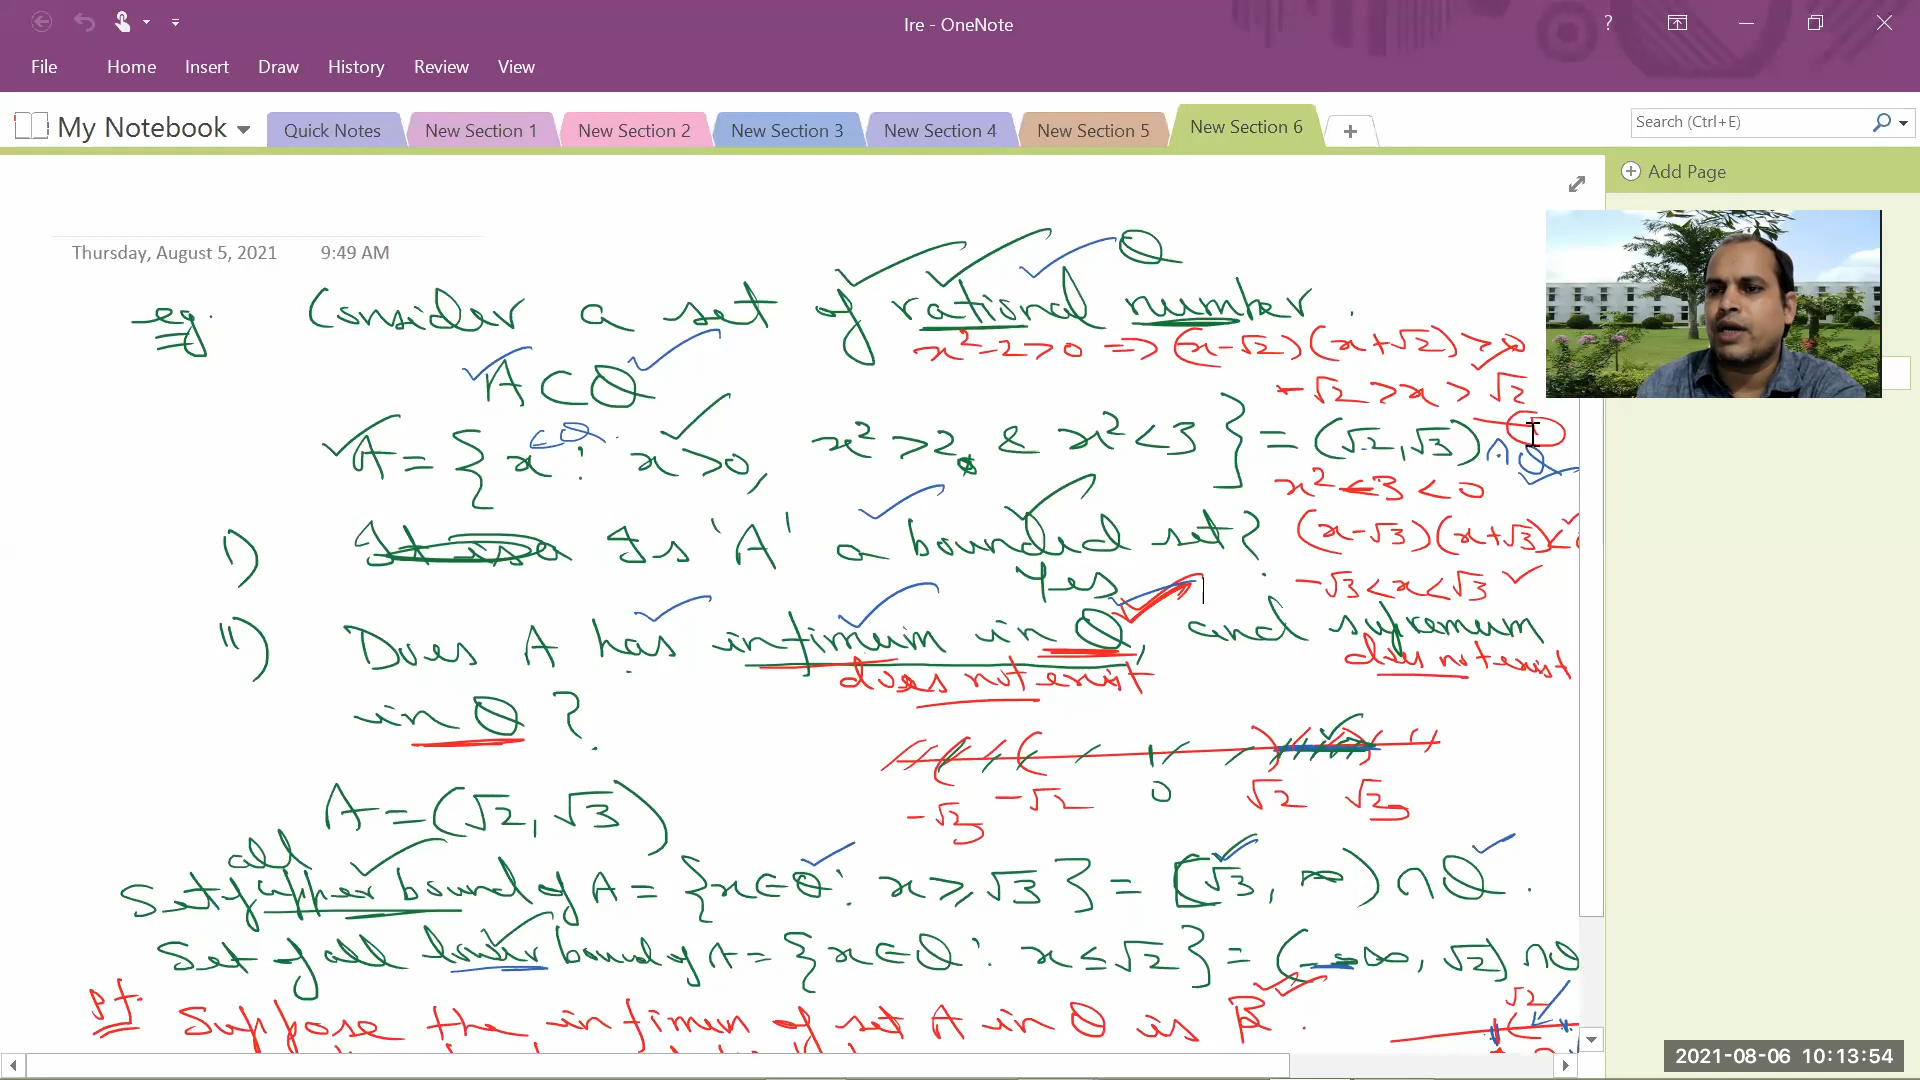 Ire - OneNote
File Home Insert Draw History Review View
My Notebook Quick Notes New Section 1 New Section 2 New Section 3 New Section 4 New Section 5 New Section 6 Search (Ctrl+E)
Add Page
Thursday, August 5, 2021 9:49 AM
Q
eg. Consider a set of rational number.
x²-2>0 => (x-√2)(x+√2)>0
A⊂Q
-√2>x>√2
A = {x∈Q : x>0, x²>2 & x²<3} = (√2,√3) ∩Q
x²-3<0
(x-√3)(x+√3)<
-√3<x<√3
1) Is 'A' a bounded set?
Yes
11) Does A has infimum in Q, and supremum
does not exist does not exist
in Q ?
-√3 -√2 0 √2 √3
A = (√2, √3)
Set of all upper bound of A = {x∈Q: x≥√3} = [√3, ∞) ∩Q.
Set of all lower bound of A = {x∈Q: x≤√2} = (-∞, √2] ∩Q
√2
Pf. Suppose the infimum of set A in Q is β.
2021-08-06 10:13:54